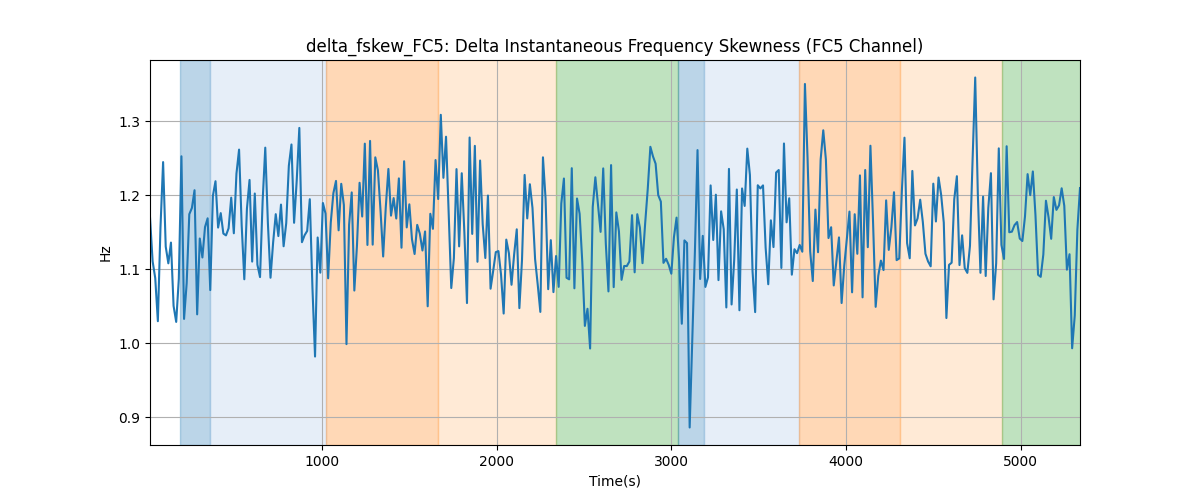 delta_fskew_FC5: Delta Instantaneous Frequency Skewness (FC5 Channel)
Hz
1.3
1.2
1.1
1.0
0.9
1000 2000 3000 4000 5000
Time(s)